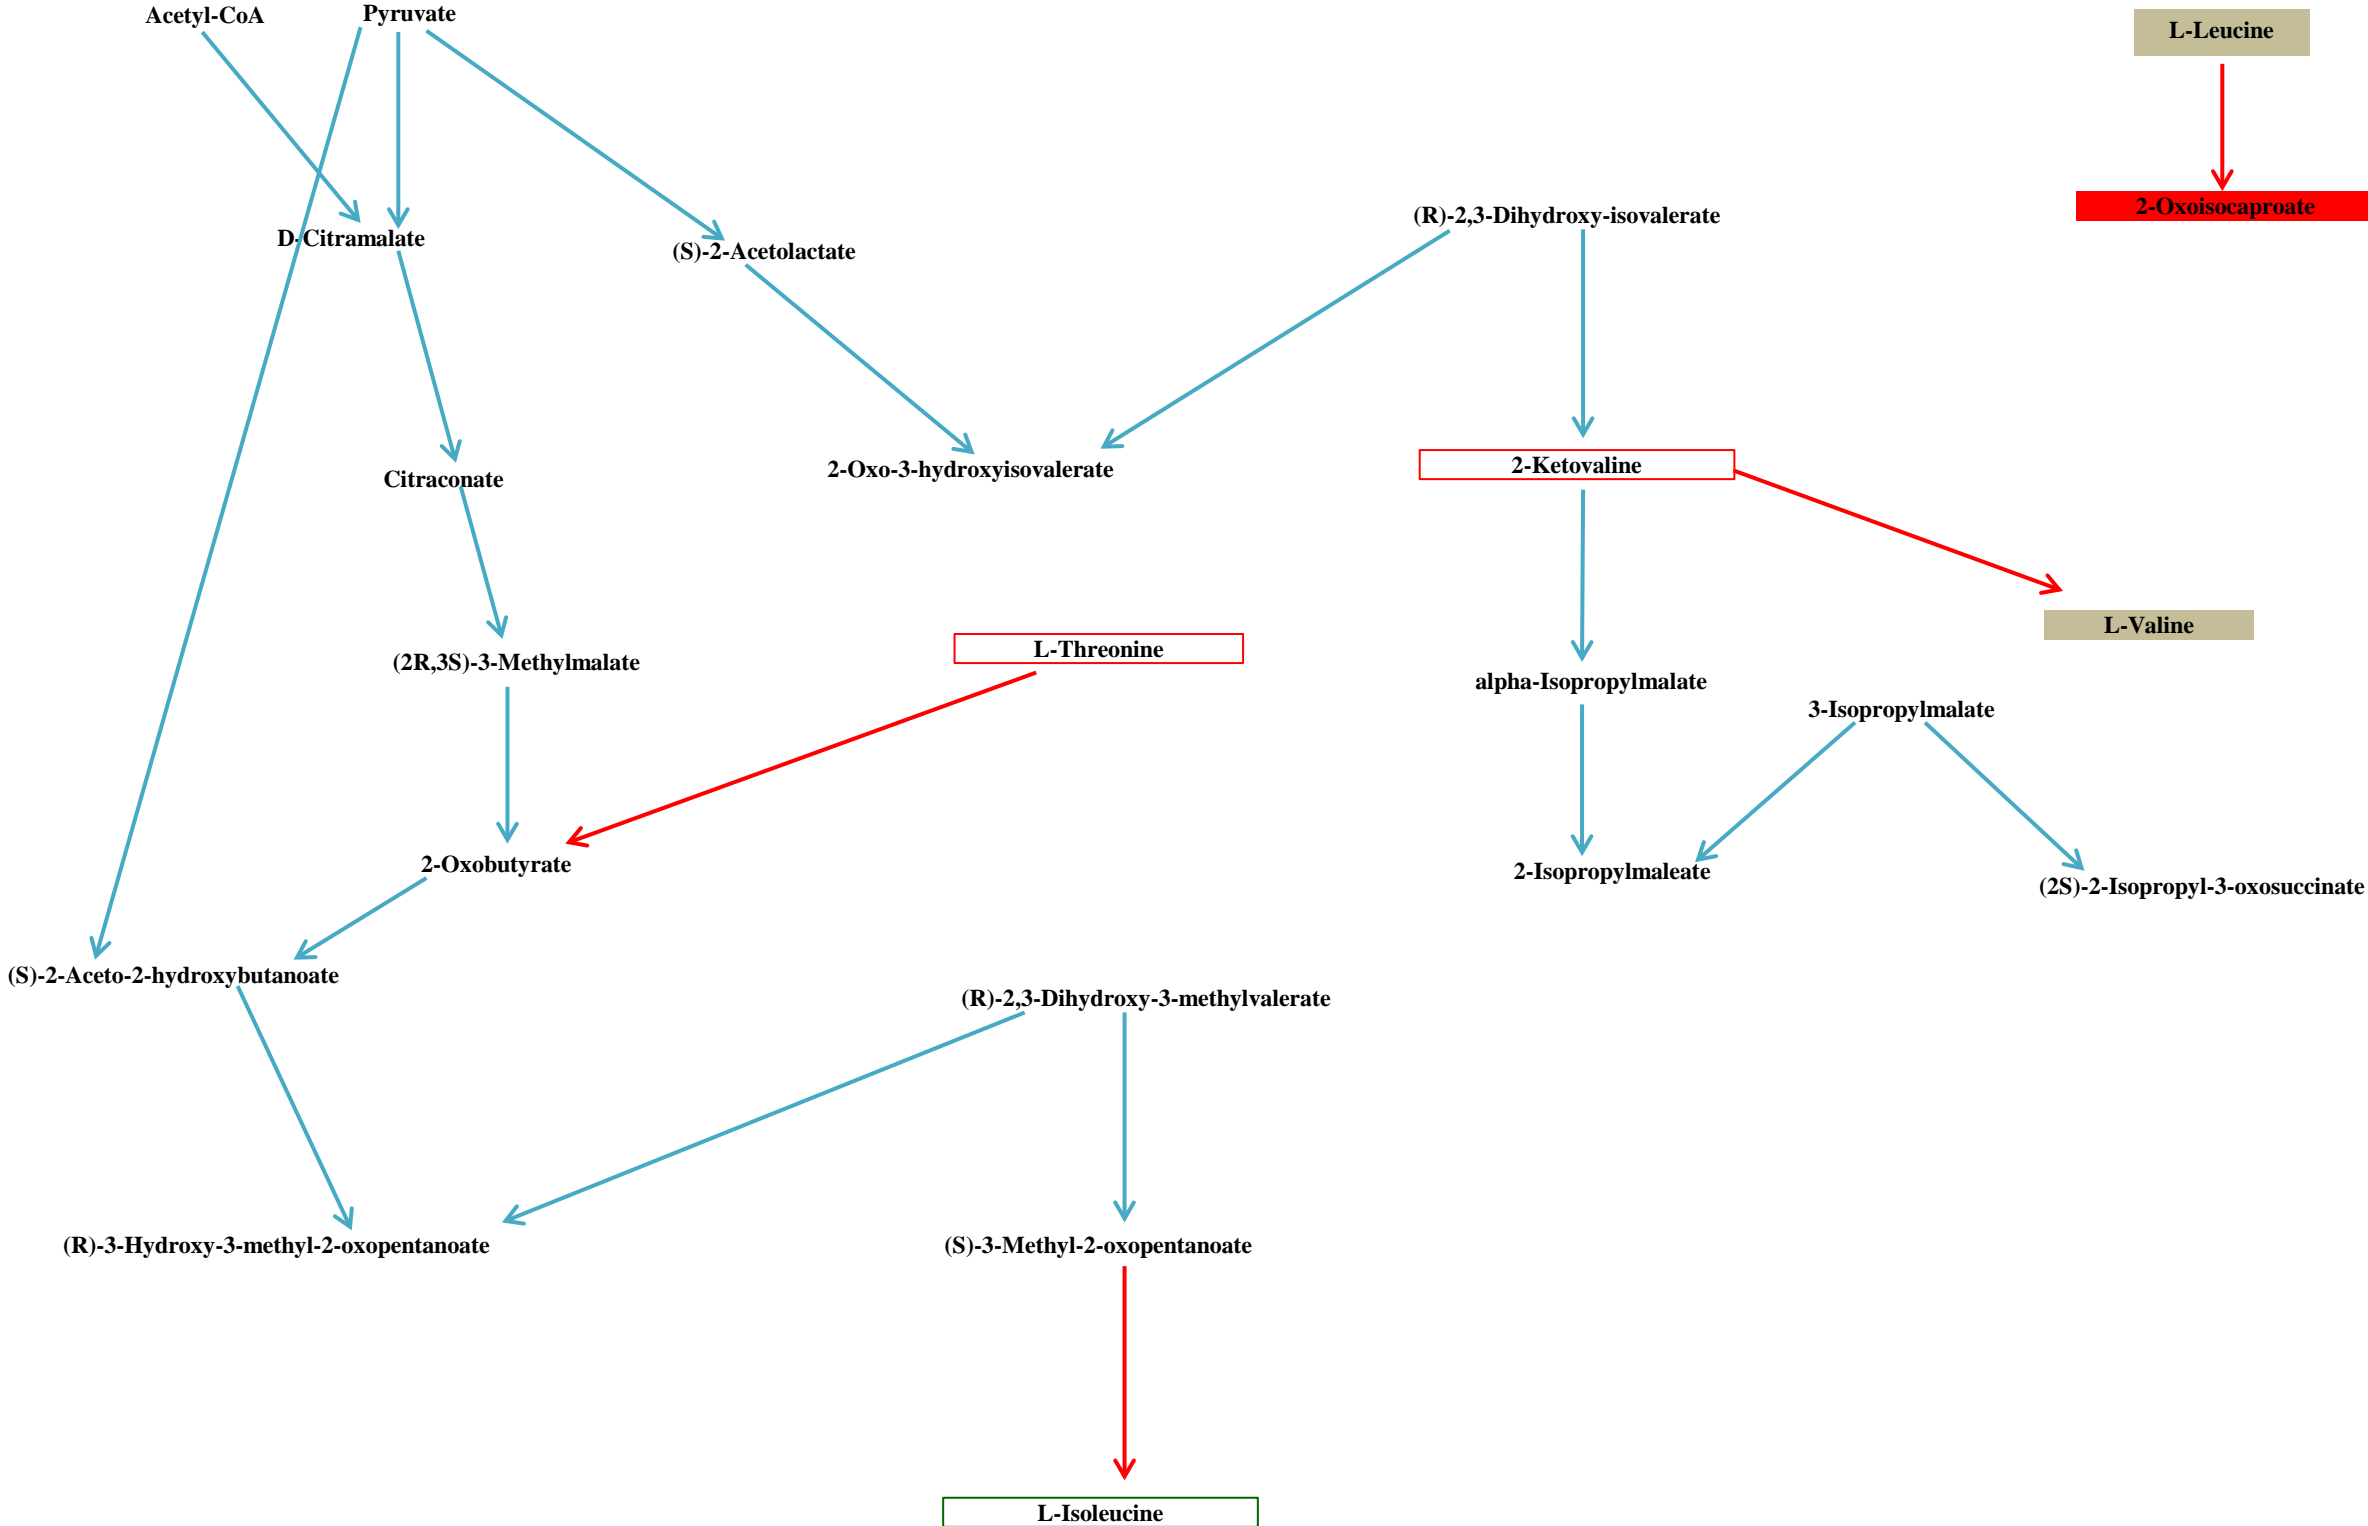 Acetyl-CoA
Pyruvate
L-Leucine
2-Oxoisocaproate
(R)-2,3-Dihydroxy-isovalerate
D-Citramalate
(S)-2-Acetolactate
2-Ketovaline
2-Oxo-3-hydroxyisovalerate
Citraconate
L-Valine
L-Threonine
(2R,3S)-3-Methylmalate
alpha-Isopropylmalate
3-Isopropylmalate
2-Oxobutyrate
2-Isopropylmaleate
(2S)-2-Isopropyl-3-oxosuccinate
(S)-2-Aceto-2-hydroxybutanoate
(R)-2,3-Dihydroxy-3-methylvalerate
(R)-3-Hydroxy-3-methyl-2-oxopentanoate
(S)-3-Methyl-2-oxopentanoate
L-Isoleucine